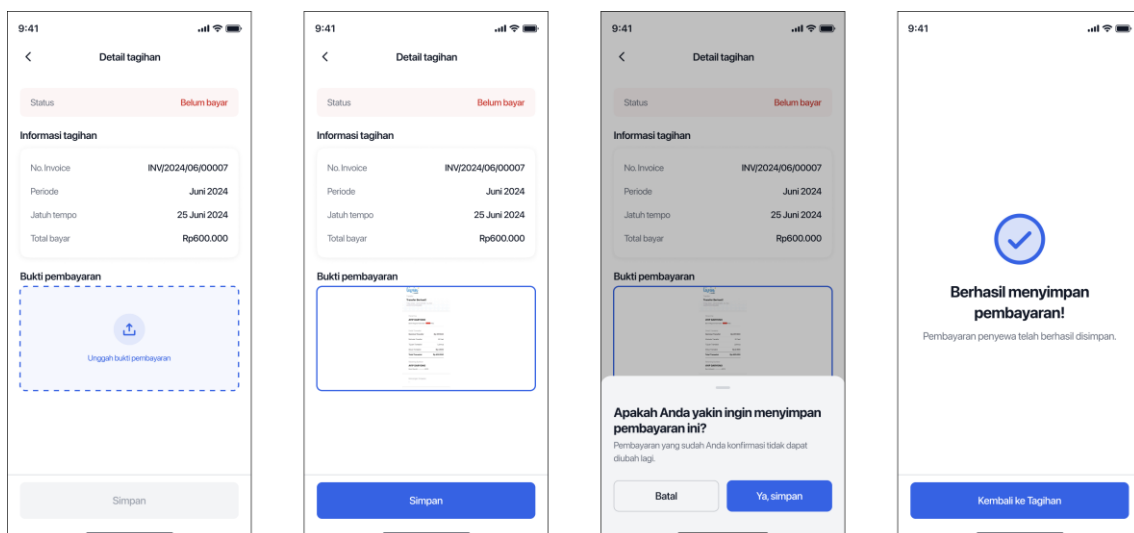 9:41
Detail tagihan
Status Belum bayar
Informasi tagihan
No. Invoice INV/2024/06/00007
Periode Juni 2024
Jatuh tempo 25 Juni 2024
Total bayar Rp600.000
Bukti pembayaran
Unggah bukti pembayaran
Simpan
9:41
Detail tagihan
Status Belum bayar
Informasi tagihan
No. Invoice INV/2024/06/00007
Periode Juni 2024
Jatuh tempo 25 Juni 2024
Total bayar Rp600.000
Bukti pembayaran
Simpan
9:41
Detail tagihan
Status Belum bayar
Informasi tagihan
No. Invoice INV/2024/06/00007
Periode Juni 2024
Jatuh tempo 25 Juni 2024
Total bayar Rp600.000
Bukti pembayaran
Apakah Anda yakin ingin menyimpan
pembayaran ini?
Pembayaran yang sudah Anda konfirmasi tidak dapat
diubah lagi.
Batal Ya, simpan
9:41
Berhasil menyimpan
pembayaran!
Pembayaran penyewa telah berhasil disimpan.
Kembali ke Tagihan